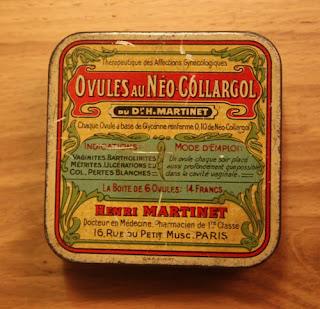 Thérapeutique des Affections Gynécologiques
OVULES AU NÉO-COLLARGOL
DU DR. H. MARTINET
Chaque Ovule à base de Glycérine renferme 0,10 de Néo-Collargol
INDICATIONS MODE D'EMPLOI
VAGINITES. BARTHOLINITES
MÉTRITES. ULCÉRATIONS DU
COL. PERTES BLANCHES
Un ovule chaque soir placé
aussi profondément que possible
dans la cavité vaginale.
LA BOITE DE 6 OVULES: 14 FRANCS
HENRI MARTINET
Docteur en Médecine. Pharmacien de 1re Classe
16, RUE DU PETIT MUSC. PARIS